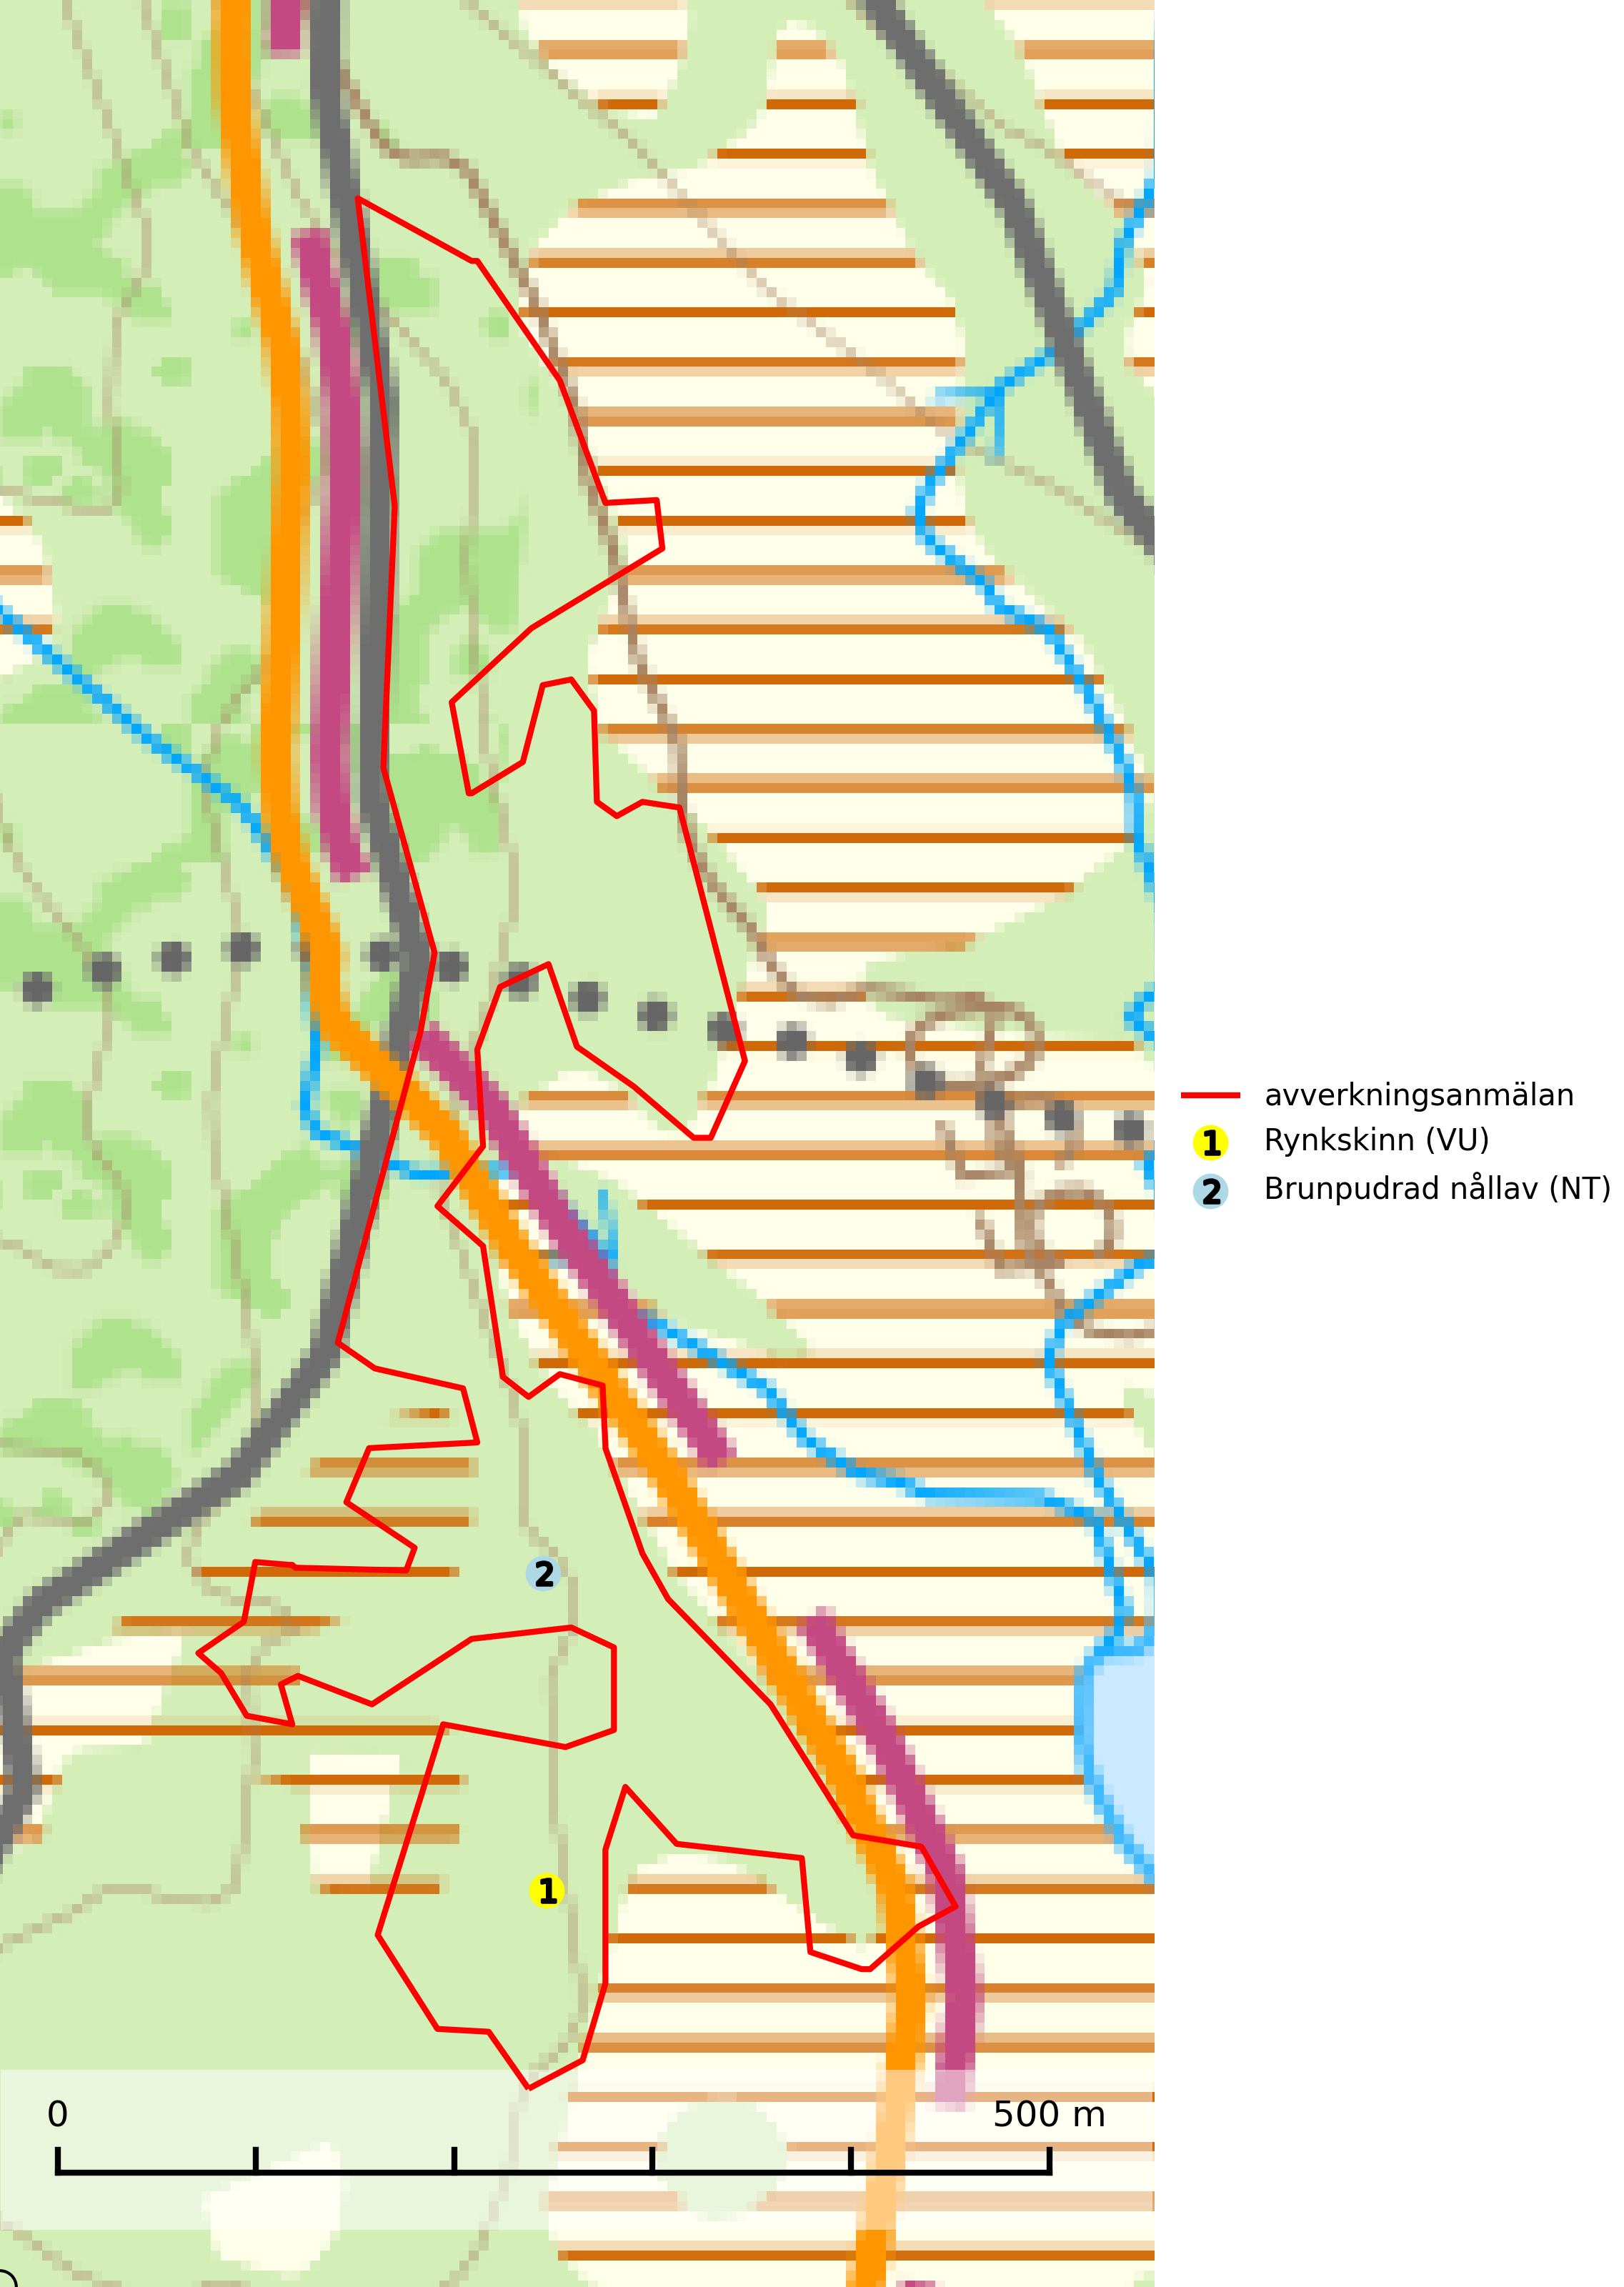 avverkningsanmälan
1 Rynkskinn (VU)
2 Brunpudrad nållav (NT)
2
1
0 500 m